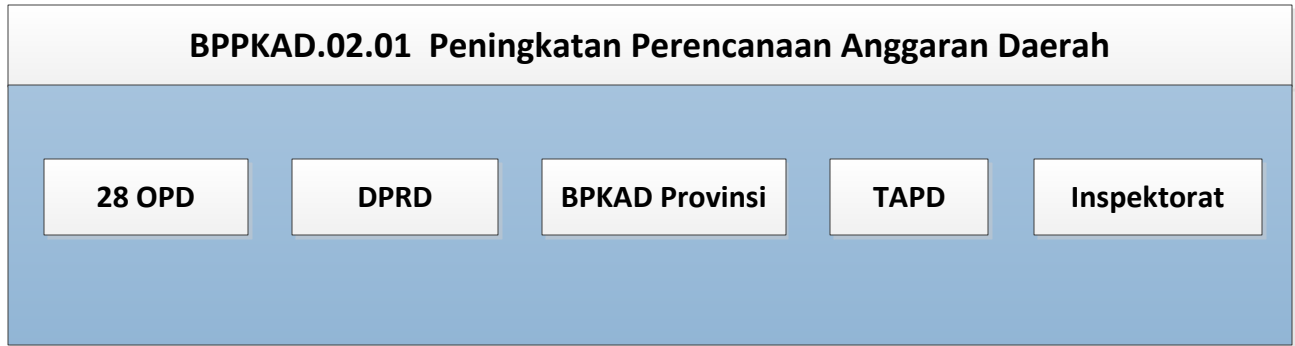 BPPKAD.02.01 Peningkatan Perencanaan Anggaran Daerah
28 OPD
DPRD
BPKAD Provinsi
TAPD
Inspektorat